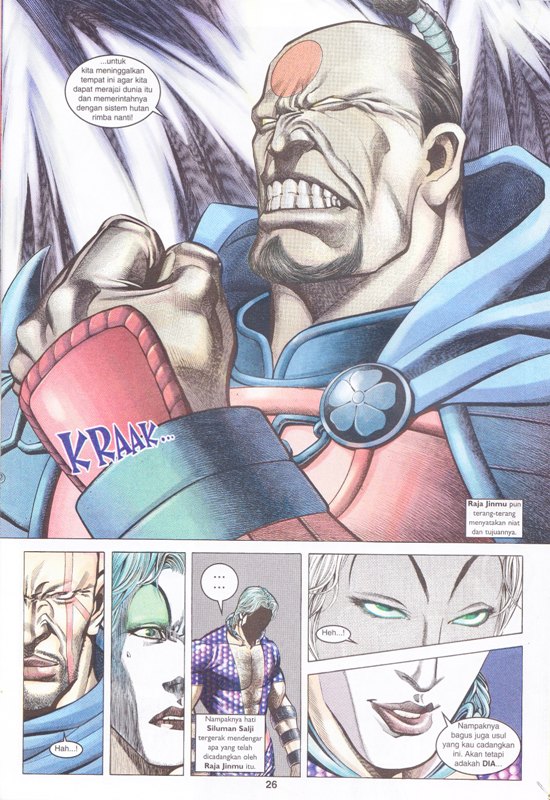 ...untuk
kita meninggalkan
tempat ini agar kita
dapat merajai dunia itu
dan memerintahnya
dengan sistem hutan
rimba nanti!
KRAAK...
Raja Jinmu pun
terang-terang
menyatakan niat
dan tujuannya.
Hah...!
...
...
Nampaknya hati
Siluman Salji
tergerak mendengar
apa yang telah
dicadangkan oleh
Raja Jinmu itu.
Heh...!
Nampaknya
bagus juga usul
yang kau cadangkan
ini. Akan tetapi
adakah DIA...
26